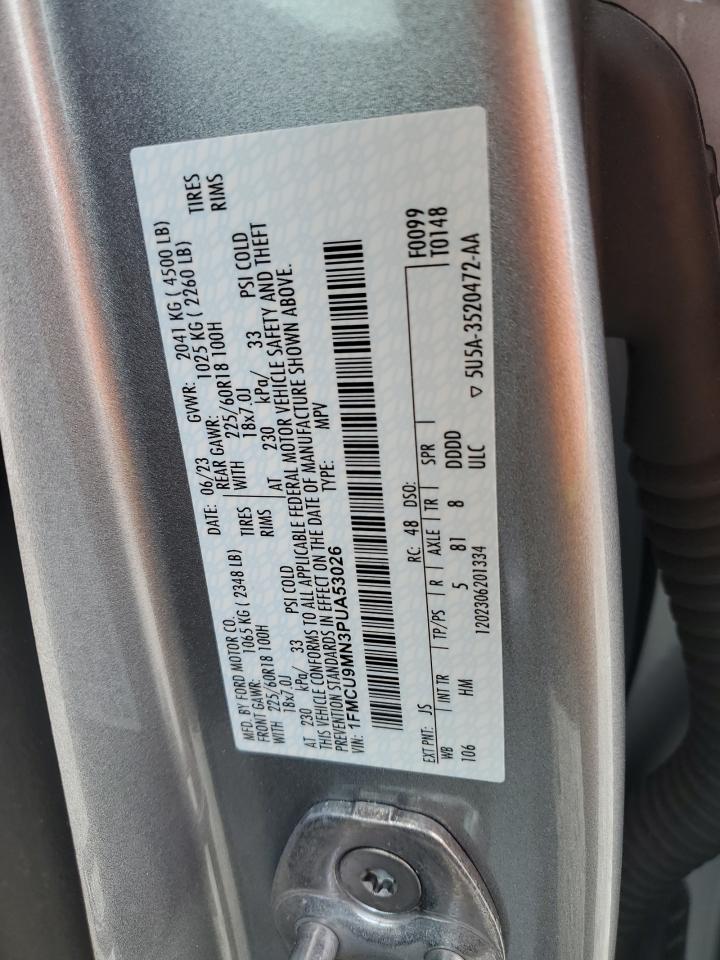 MFD. BY FORD MOTOR CO. DATE: 06/23 GVWR: 2041 KG ( 4500 LB)
FRONT GAWR: 1065 KG ( 2348 LB) REAR GAWR: 1025 KG ( 2260 LB)
WITH 225/60R18 100H TIRES WITH 225/60R18 100H TIRES
18x7.0J RIMS 18x7.0J RIMS
AT 230 kPa/ 33 PSI COLD AT 230 kPa/ 33 PSI COLD
THIS VEHICLE CONFORMS TO ALL APPLICABLE FEDERAL MOTOR VEHICLE SAFETY AND THEFT
PREVENTION STANDARDS IN EFFECT ON THE DATE OF MANUFACTURE SHOWN ABOVE.
VIN: 1FMCU9MN3PUA53026 TYPE: MPV
EXT PNT: JS RC: 48 DSO: F0099
WB INT TR TP/PS R AXLE TR SPR T0148
106 HM 5 81 8 DDDD
1202306201334 ULC ▽ 5U5A-3520472-AA